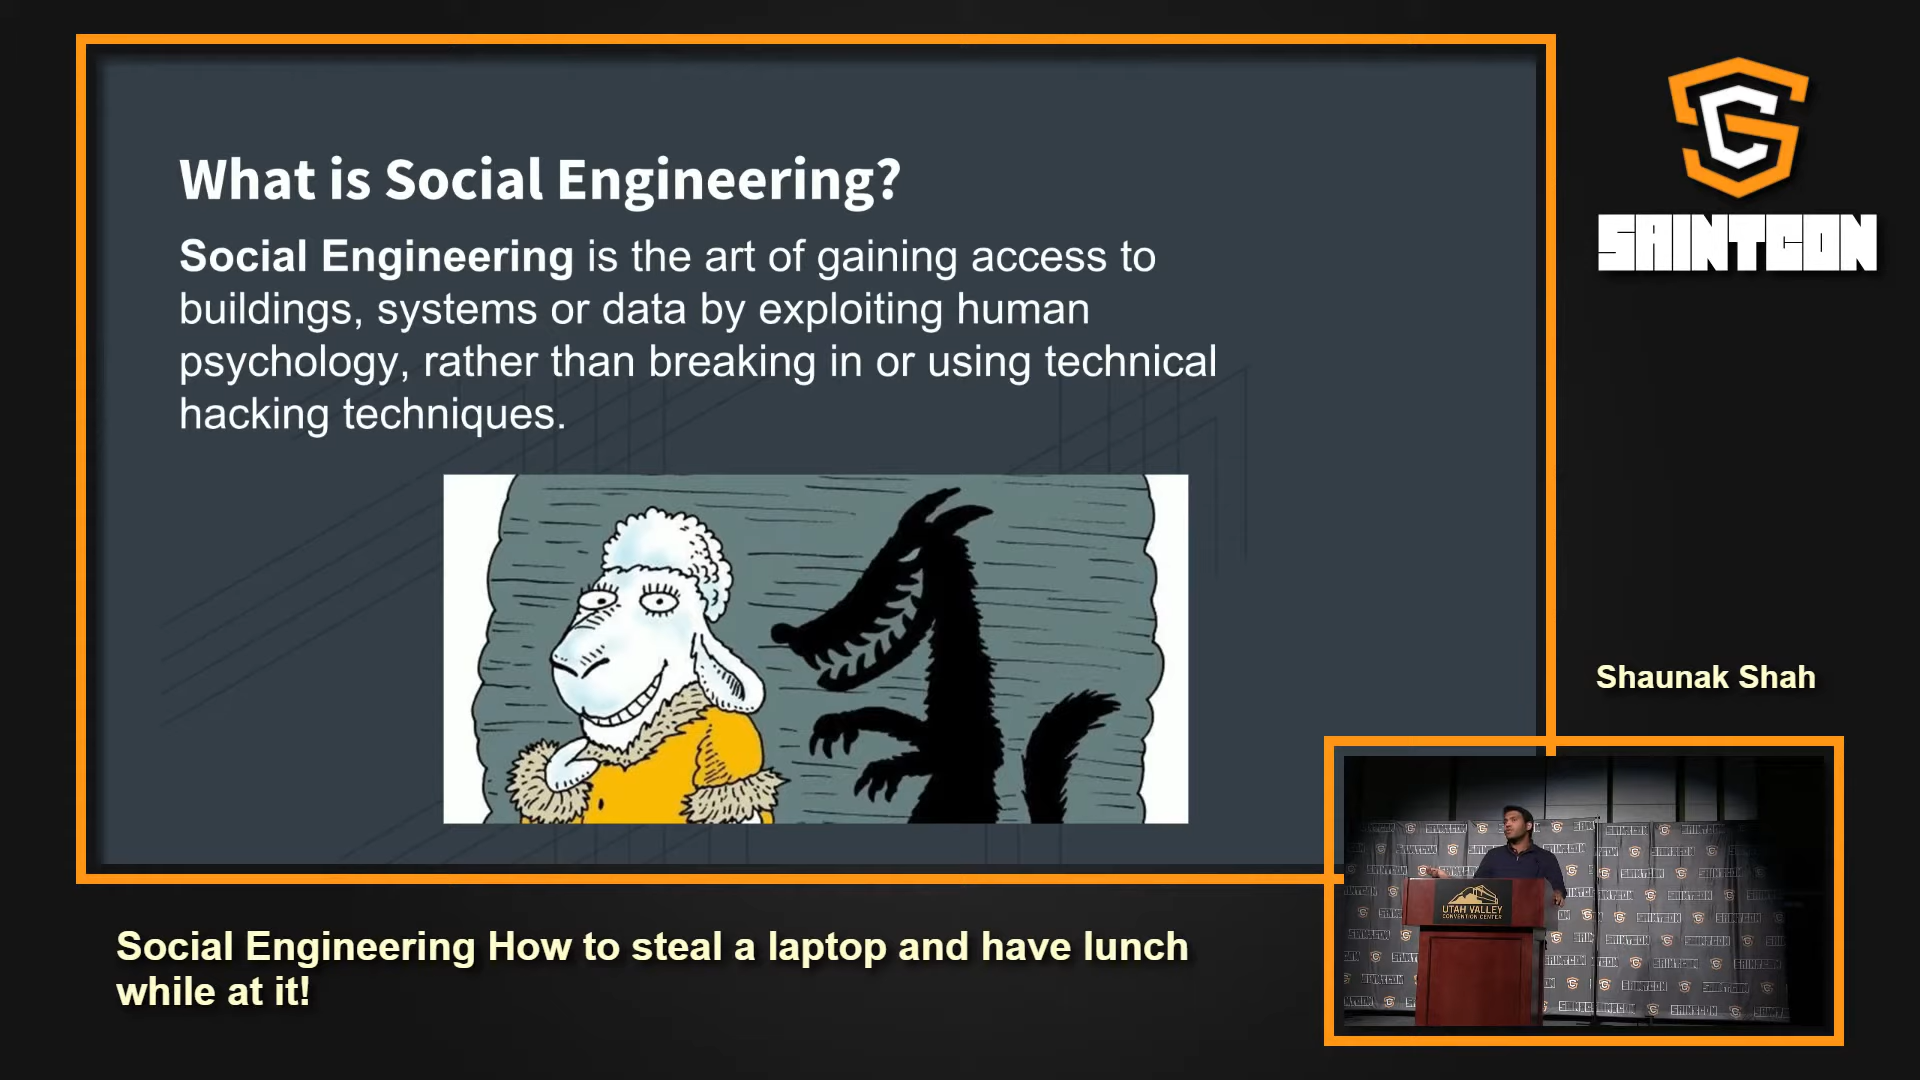 What is Social Engineering?
Social Engineering is the art of gaining access to
buildings, systems or data by exploiting human
psychology, rather than breaking in or using technical
hacking techniques.
SAINTCON
Shaunak Shah
UTAH VALLEY
CONVENTION CENTER
Social Engineering How to steal a laptop and have lunch
while at it!